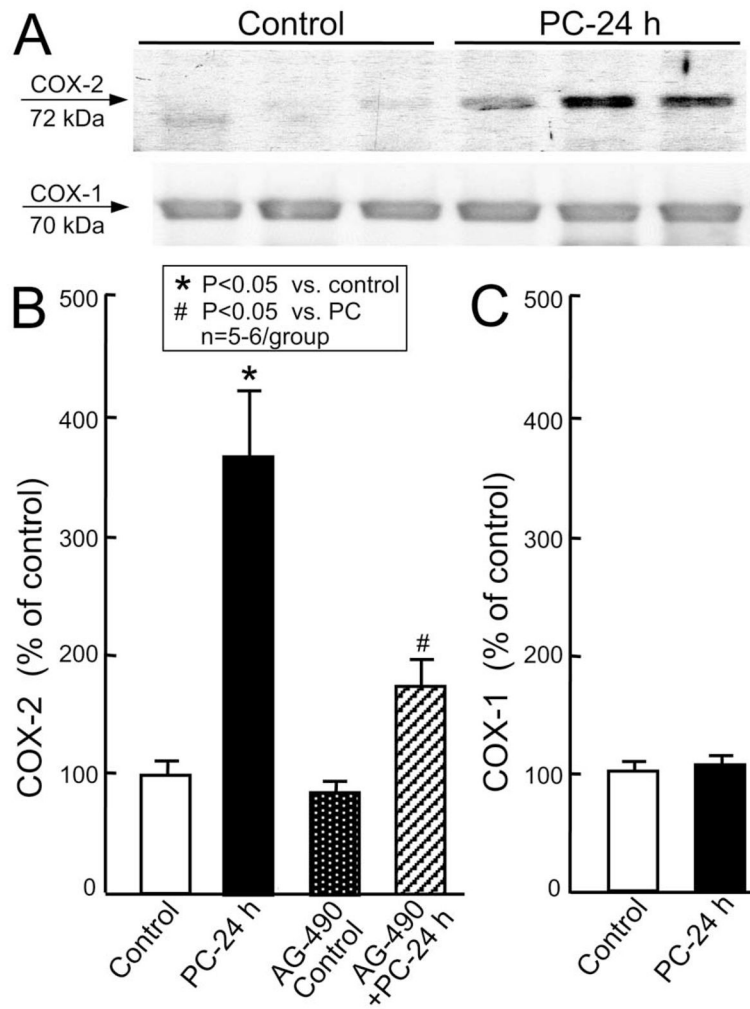 A
Control
PC-24 h
COX-2
72 kDa
COX-1
70 kDa
* P<0.05 vs. control
# P<0.05 vs. PC
n=5-6/group
B
500
400
300
200
100
0
COX-2 (% of control)
*
#
Control
PC-24 h
AG-490
Control
AG-490
+PC-24 h
C
500
400
300
200
100
0
COX-1 (% of control)
Control
PC-24 h